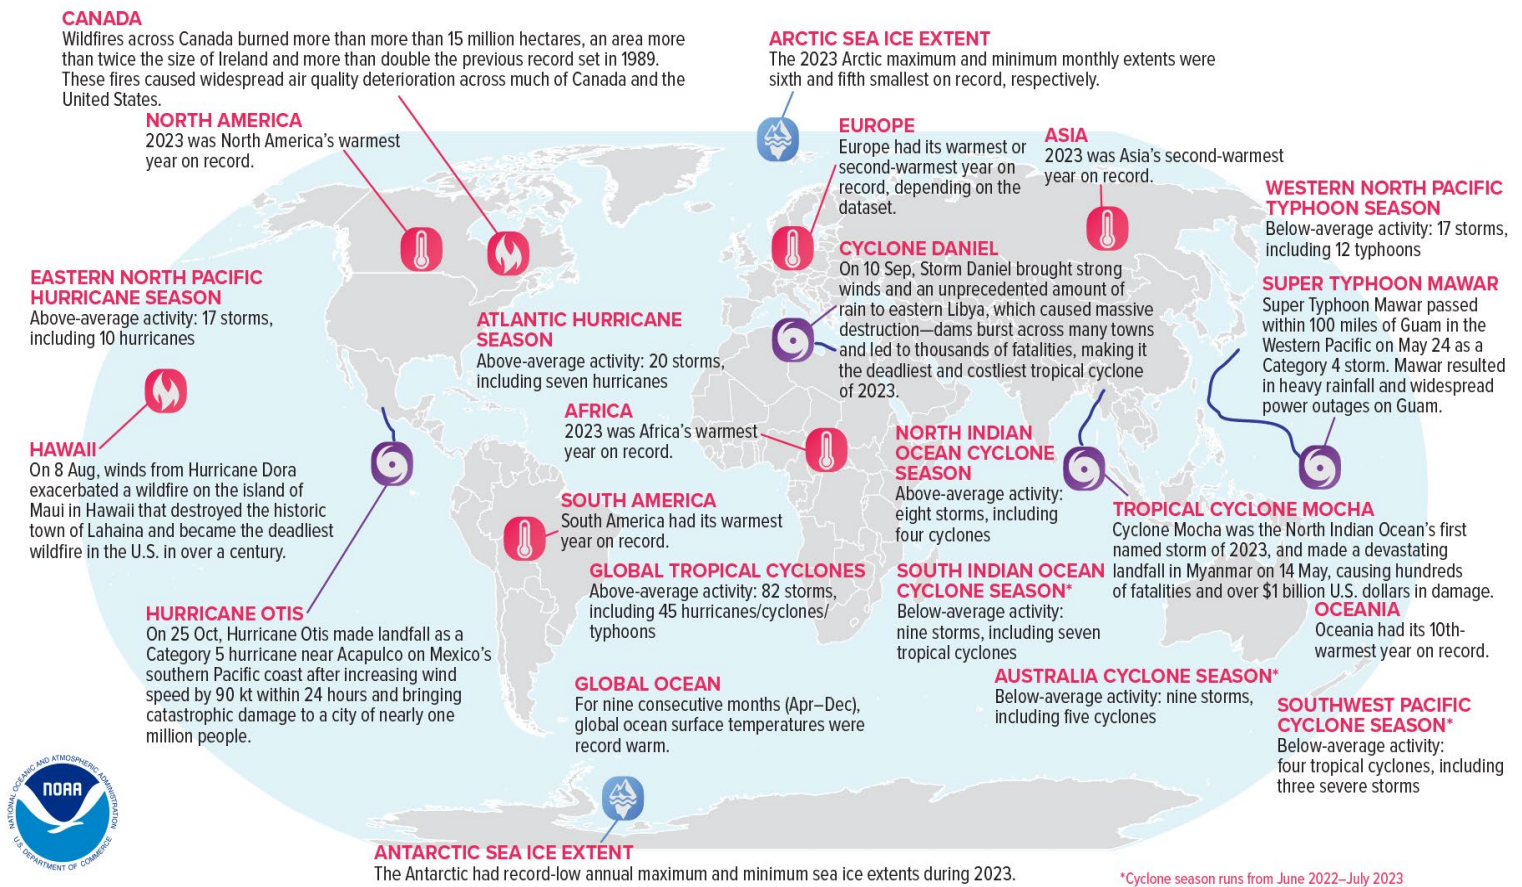 CANADA
Wildfires across Canada burned more than more than 15 million hectares, an area more
than twice the size of Ireland and more than double the previous record set in 1989.
These fires caused widespread air quality deterioration across much of Canada and the
United States.
NORTH AMERICA
2023 was North America’s warmest
year on record.
ARCTIC SEA ICE EXTENT
The 2023 Arctic maximum and minimum monthly extents were
sixth and fifth smallest on record, respectively.
EUROPE
Europe had its warmest or
second-warmest year on
record, depending on the
dataset.
ASIA
2023 was Asia’s second-warmest
year on record.
WESTERN NORTH PACIFIC
TYPHOON SEASON
Below-average activity: 17 storms,
including 12 typhoons
EASTERN NORTH PACIFIC
HURRICANE SEASON
Above-average activity: 17 storms,
including 10 hurricanes
ATLANTIC HURRICANE
SEASON
Above-average activity: 20 storms,
including seven hurricanes
CYCLONE DANIEL
On 10 Sep, Storm Daniel brought strong
winds and an unprecedented amount of
rain to eastern Libya, which caused massive
destruction—dams burst across many towns
and led to thousands of fatalities, making it
the deadliest and costliest tropical cyclone
of 2023.
SUPER TYPHOON MAWAR
Super Typhoon Mawar passed
within 100 miles of Guam in the
Western Pacific on May 24 as a
Category 4 storm. Mawar resulted
in heavy rainfall and widespread
power outages on Guam.
HAWAII
On 8 Aug, winds from Hurricane Dora
exacerbated a wildfire on the island of
Maui in Hawaii that destroyed the historic
town of Lahaina and became the deadliest
wildfire in the U.S. in over a century.
AFRICA
2023 was Africa’s warmest
year on record.
NORTH INDIAN
OCEAN CYCLONE
SEASON
Above-average activity:
eight storms, including
four cyclones
SOUTH AMERICA
South America had its warmest
year on record.
TROPICAL CYCLONE MOCHA
Cyclone Mocha was the North Indian Ocean’s first
named storm of 2023, and made a devastating
landfall in Myanmar on 14 May, causing hundreds
of fatalities and over $1 billion U.S. dollars in damage.
GLOBAL TROPICAL CYCLONES
Above-average activity: 82 storms,
including 45 hurricanes/cyclones/
typhoons
SOUTH INDIAN OCEAN
CYCLONE SEASON*
Below-average activity:
nine storms, including seven
tropical cyclones
OCEANIA
Oceania had its 10th-
warmest year on record.
HURRICANE OTIS
On 25 Oct, Hurricane Otis made landfall as a
Category 5 hurricane near Acapulco on Mexico’s
southern Pacific coast after increasing wind
speed by 90 kt within 24 hours and bringing
catastrophic damage to a city of nearly one
million people.
GLOBAL OCEAN
For nine consecutive months (Apr–Dec),
global ocean surface temperatures were
record warm.
AUSTRALIA CYCLONE SEASON*
Below-average activity: nine storms,
including five cyclones
SOUTHWEST PACIFIC
CYCLONE SEASON*
Below-average activity:
four tropical cyclones, including
three severe storms
NATIONAL OCEANIC AND ATMOSPHERIC ADMINISTRATION
NOAA
U.S. DEPARTMENT OF COMMERCE
ANTARCTIC SEA ICE EXTENT
The Antarctic had record-low annual maximum and minimum sea ice extents during 2023.
*Cyclone season runs from June 2022–July 2023